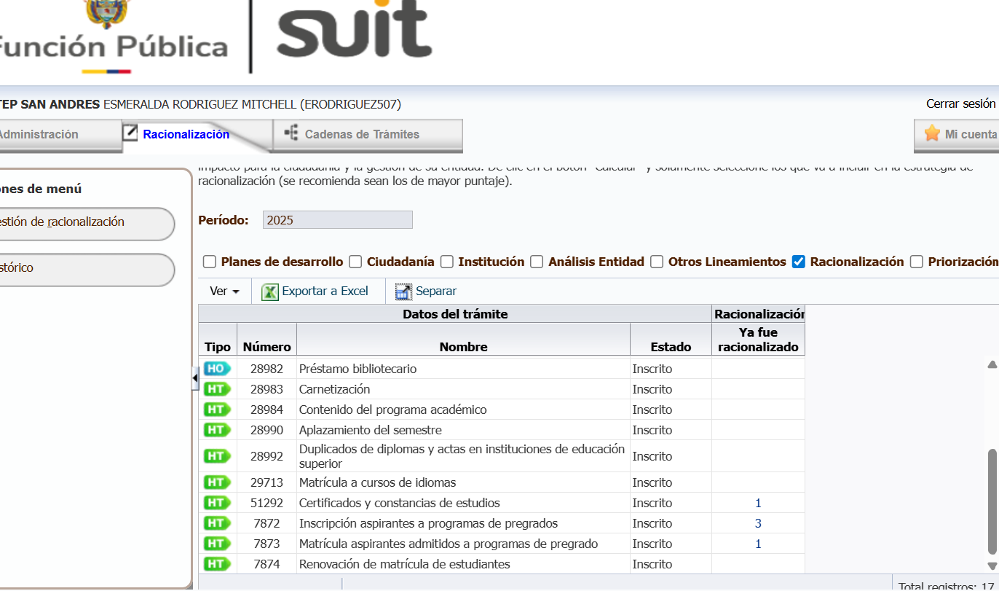 Función Pública
suit
TEP SAN ANDRES ESMERALDA RODRIGUEZ MITCHELL (ERODRIGUEZ507)
Cerrar sesión
Administración
Racionalización
Cadenas de Trámites
Mi cuenta
impacto para la ciudadanía y la gestión de su entidad. De clic en el botón "Calcular" y solamente seleccione los que va a incluir en la estrategia de
racionalización (se recomienda sean los de mayor puntaje).
ones de menú
estión de racionalización
stórico
Período: 2025
Planes de desarrollo Ciudadanía Institución Análisis Entidad Otros Lineamientos Racionalización Priorización
Ver Exportar a Excel Separar
Datos del trámite Racionalización
Tipo Número Nombre Estado Ya fue
racionalizado
HO 28982 Préstamo bibliotecario Inscrito
HT 28983 Carnetización Inscrito
HT 28984 Contenido del programa académico Inscrito
HT 28990 Aplazamiento del semestre Inscrito
HT 28992 Duplicados de diplomas y actas en instituciones de educación
superior Inscrito
HT 29713 Matrícula a cursos de idiomas Inscrito
HT 51292 Certificados y constancias de estudios Inscrito 1
HT 7872 Inscripción aspirantes a programas de pregrados Inscrito 3
HT 7873 Matrícula aspirantes admitidos a programas de pregrado Inscrito 1
HT 7874 Renovación de matrícula de estudiantes Inscrito
Total registros: 17